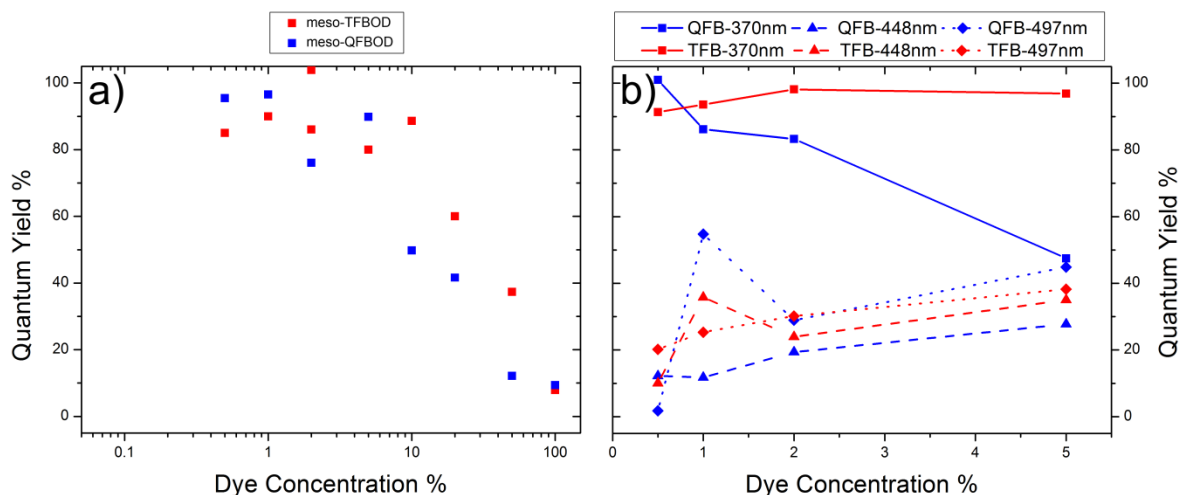 meso-TFBOD
meso-QFBOD
a)
100
80
60
40
20
0
Quantum Yield %
0.1 1 10 100
Dye Concentration %
QFB-370nm QFB-448nm QFB-497nm
TFB-370nm TFB-448nm TFB-497nm
b)
100
80
60
40
20
0
Quantum Yield %
0 1 2 3 4 5
Dye Concentration %